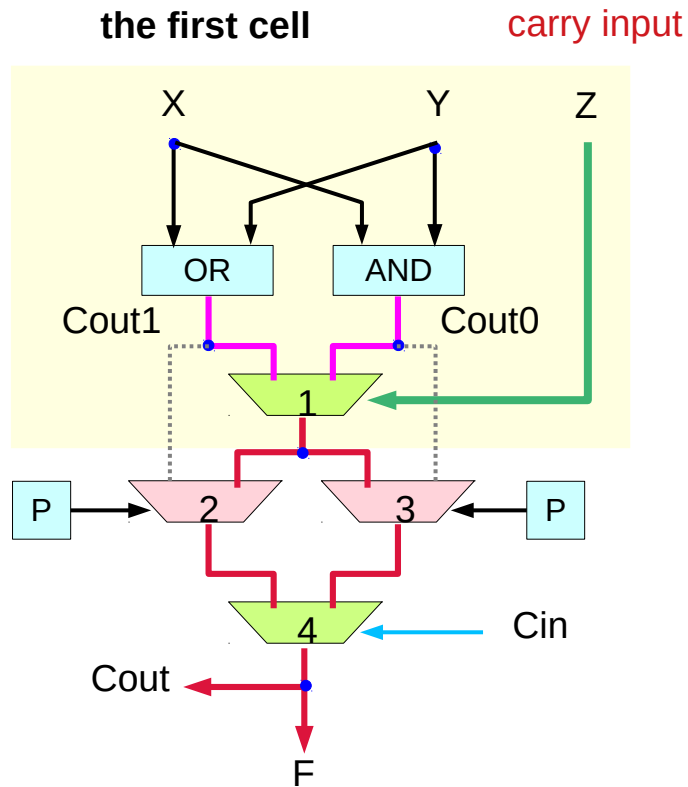 the first cell
carry input
X
Y
Z
OR
AND
Cout1
Cout0
1
P
2
3
P
4
Cin
Cout
F